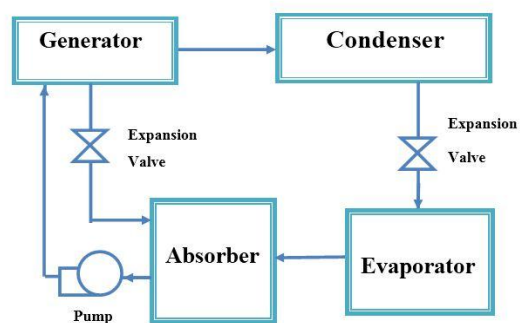 Generator
Condenser
Expansion
Valve
Expansion
Valve
Absorber
Evaporator
Pump